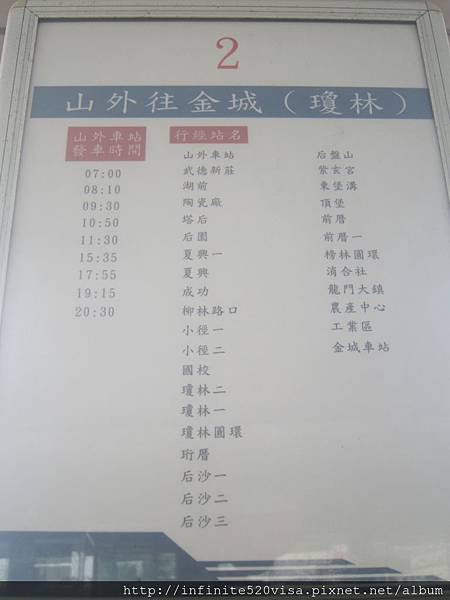 2
山外往金城（瓊林）
山外車站
發車時間
07:00
08:10
09:30
10:50
11:30
15:35
17:55
19:15
20:30
行經站名
山外車站
武德新莊
湖前
陶瓷廠
塔后
后園
夏興一
夏興
成功
柳林路口
小徑一
小徑二
國校
瓊林二
瓊林一
瓊林圓環
珩厝
后沙一
后沙二
后沙三
后盤山
紫玄宮
東堡溝
頂堡
前厝
前厝一
榜林圓環
消合社
龍門大鎮
農產中心
工業區
金城車站
http://infinite520visa.pixnet.net/album